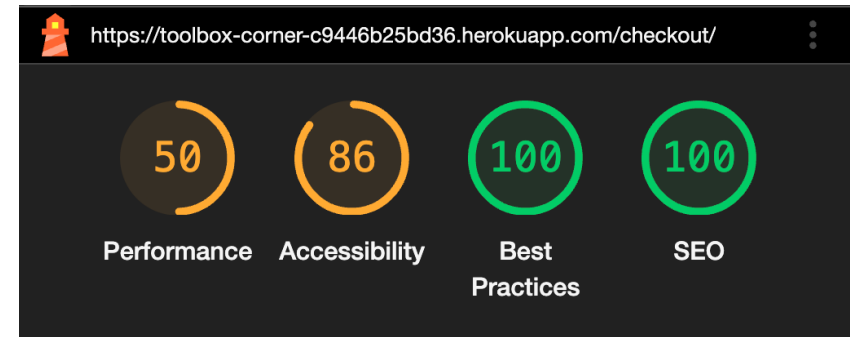 https://toolbox-corner-c9446b25bd36.herokuapp.com/checkout/
50 86 100 100
Performance Accessibility Best Practices SEO